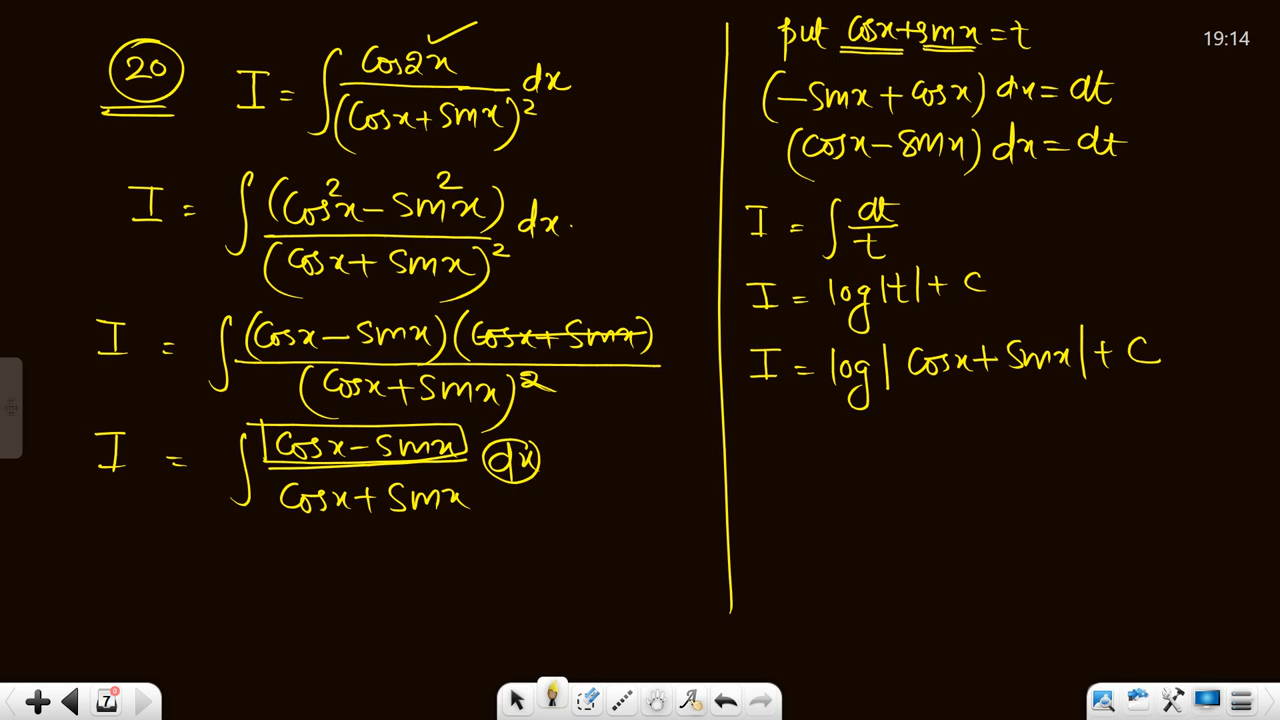 20 I = ∫ Cos2x / (Cosx + Sinx)² dx
I = ∫ (Cos²x − Sin²x) / (Cosx + Sinx)² dx.
I = ∫ (Cosx − Sinx)(Cosx + Sinx) / (Cosx + Sinx)²
I = ∫ Cosx − Sinx / Cosx + Sinx dx
put Cosx + Sinx = t
(−Sinx + Cosx) dx = dt
(Cosx − Sinx) dx = dt
I = ∫ dt / t
I = log|t| + C
I = log| Cosx + Sinx| + C
19:14
7
0